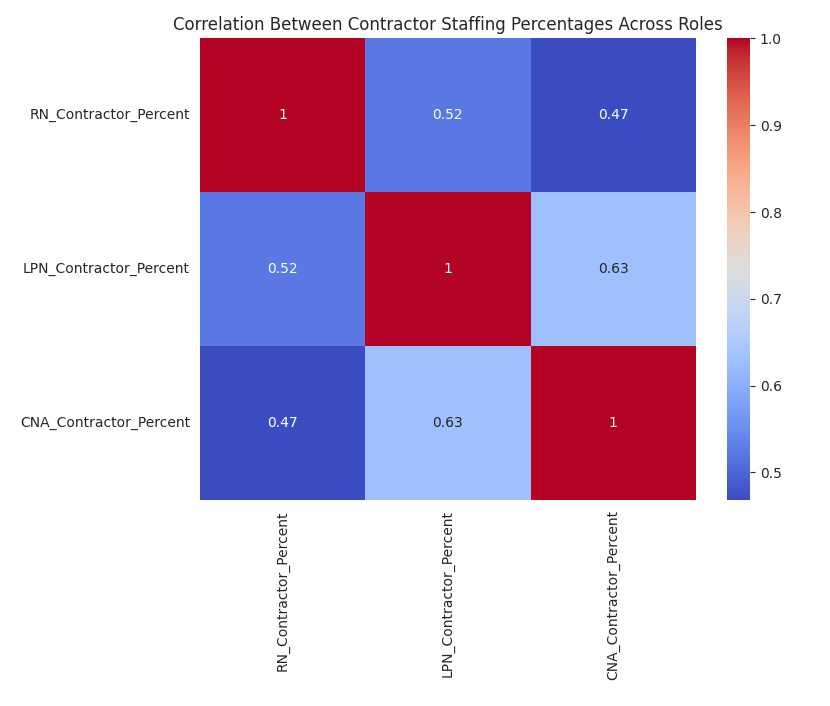 Correlation Between Contractor Staffing Percentages Across Roles
RN_Contractor_Percent
1
0.52
0.47
LPN_Contractor_Percent
0.52
1
0.63
CNA_Contractor_Percent
0.47
0.63
1
RN_Contractor_Percent
LPN_Contractor_Percent
CNA_Contractor_Percent
1.0
0.9
0.8
0.7
0.6
0.5